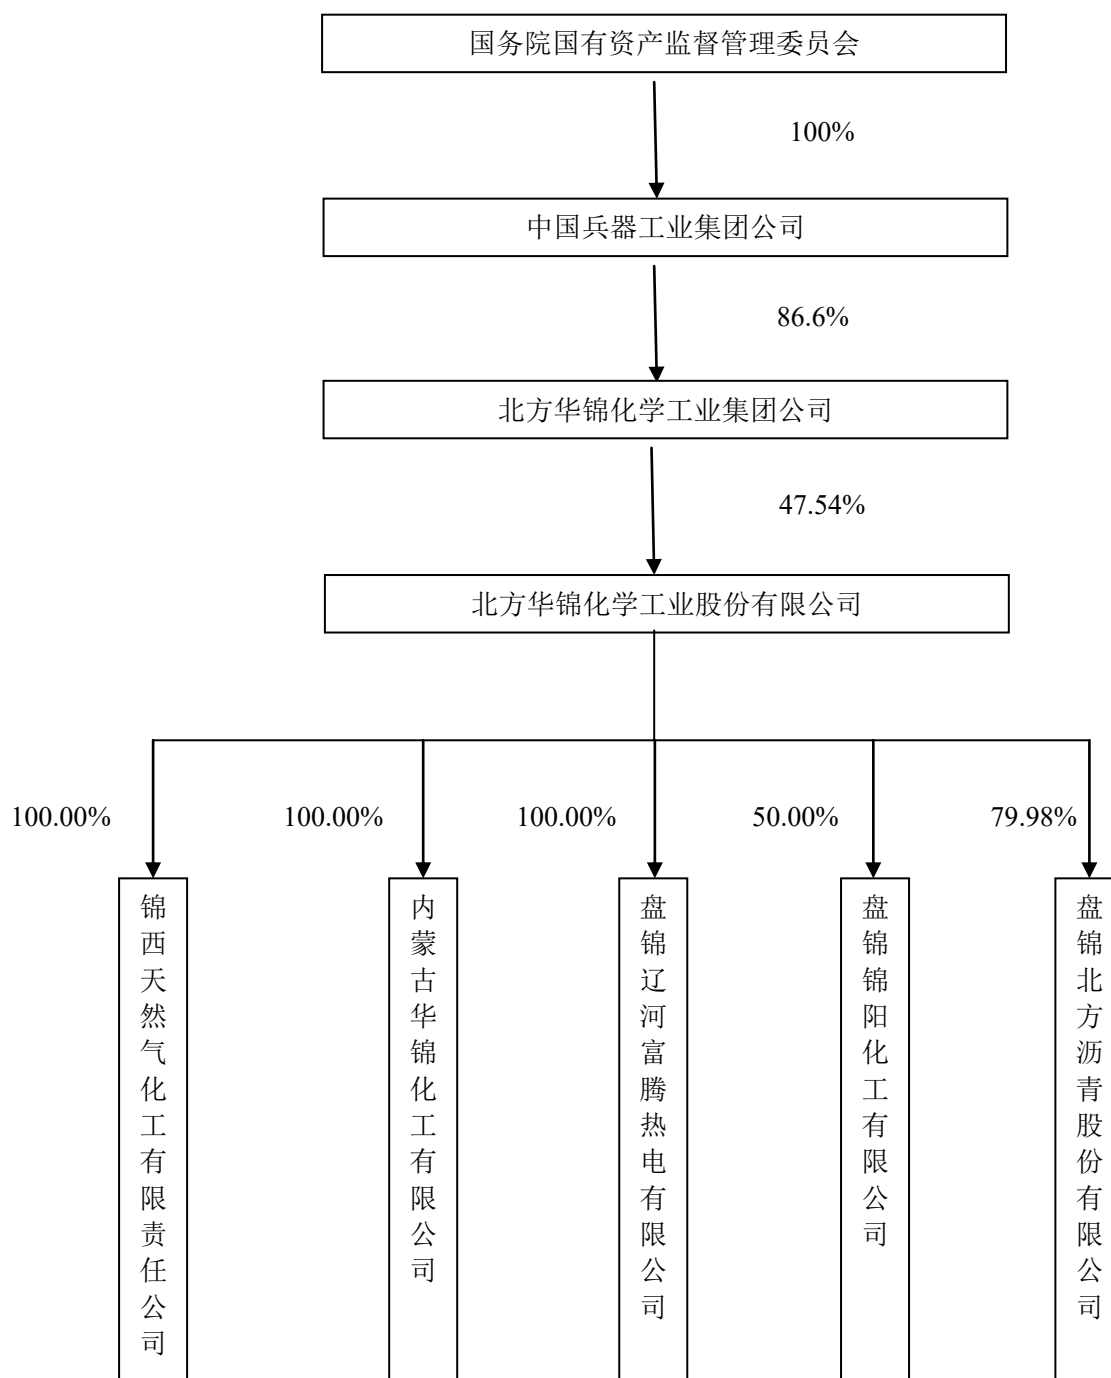 国务院国有资产监督管理委员会
100%
中国兵器工业集团公司
86.6%
北方华锦化学工业集团公司
47.54%
北方华锦化学工业股份有限公司
100.00%
100.00%
100.00%
50.00%
79.98%
锦西天然气化工有限责任公司
内蒙古华锦化工有限公司
盘锦辽河富腾热电有限公司
盘锦锦阳化工有限公司
盘锦北方沥青股份有限公司